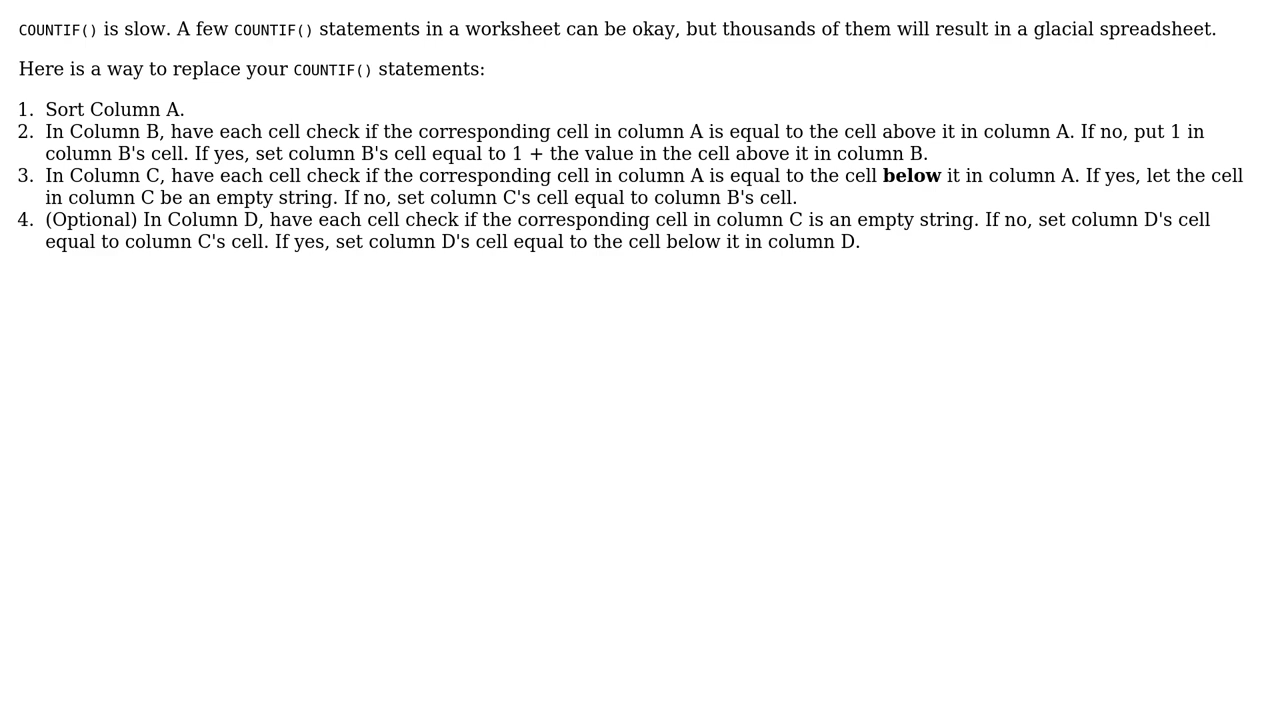 COUNTIF() is slow. A few COUNTIF() statements in a worksheet can be okay, but thousands of them will result in a glacial spreadsheet.
Here is a way to replace your COUNTIF() statements:
1. Sort Column A.
2. In Column B, have each cell check if the corresponding cell in column A is equal to the cell above it in column A. If no, put 1 in
column B's cell. If yes, set column B's cell equal to 1 + the value in the cell above it in column B.
3. In Column C, have each cell check if the corresponding cell in column A is equal to the cell below it in column A. If yes, let the cell
in column C be an empty string. If no, set column C's cell equal to column B's cell.
4. (Optional) In Column D, have each cell check if the corresponding cell in column C is an empty string. If no, set column D's cell
equal to column C's cell. If yes, set column D's cell equal to the cell below it in column D.